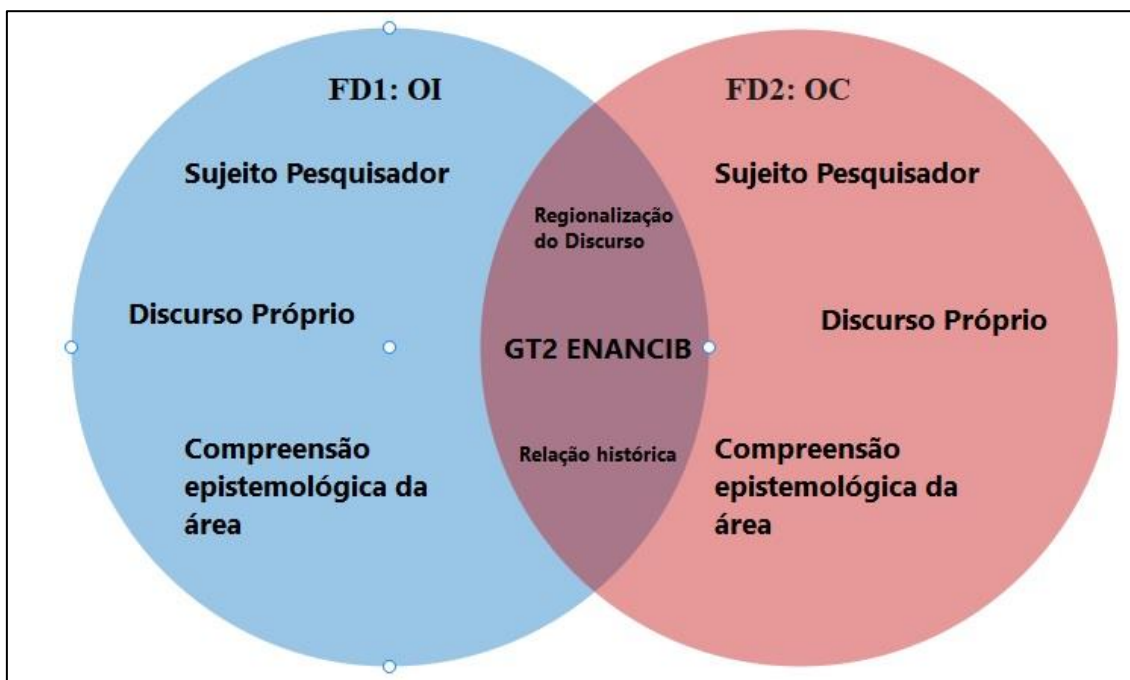 FD1: OI
Sujeito Pesquisador
Discurso Próprio
Compreensão
epistemológica da
área
Regionalização
do Discurso
GT2 ENANCIB
Relação histórica
FD2: OC
Sujeito Pesquisador
Discurso Próprio
Compreensão
epistemológica da
área